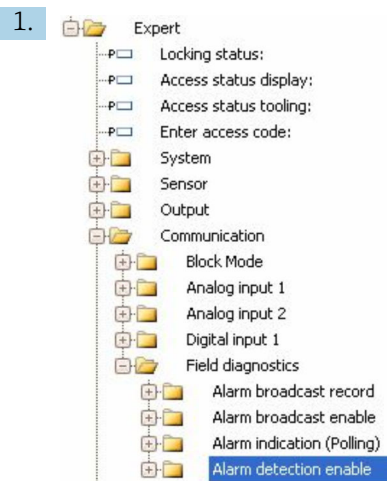 1.
Expert
Locking status:
Access status display:
Access status tooling:
Enter access code:
System
Sensor
Output
Communication
Block Mode
Analog input 1
Analog input 2
Digital input 1
Field diagnostics
Alarm broadcast record
Alarm broadcast enable
Alarm indication (Polling)
Alarm detection enable